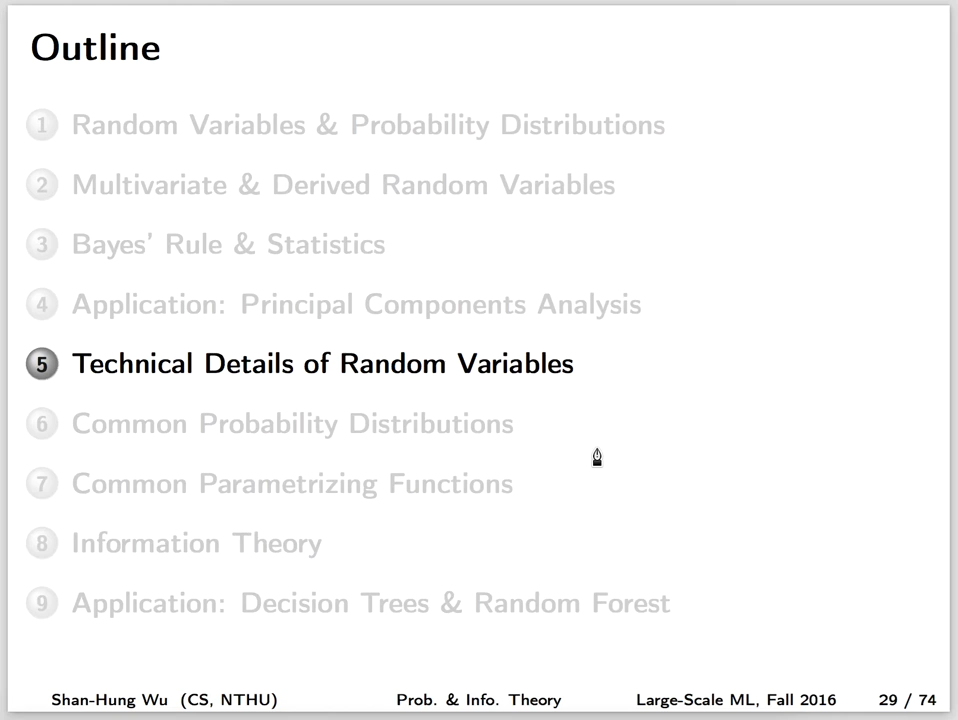 Outline
1 Random Variables & Probability Distributions
2 Multivariate & Derived Random Variables
3 Bayes' Rule & Statistics
4 Application: Principal Components Analysis
5 Technical Details of Random Variables
6 Common Probability Distributions
7 Common Parametrizing Functions
8 Information Theory
9 Application: Decision Trees & Random Forest
Shan-Hung Wu (CS, NTHU) Prob. & Info. Theory Large-Scale ML, Fall 2016 29 / 74